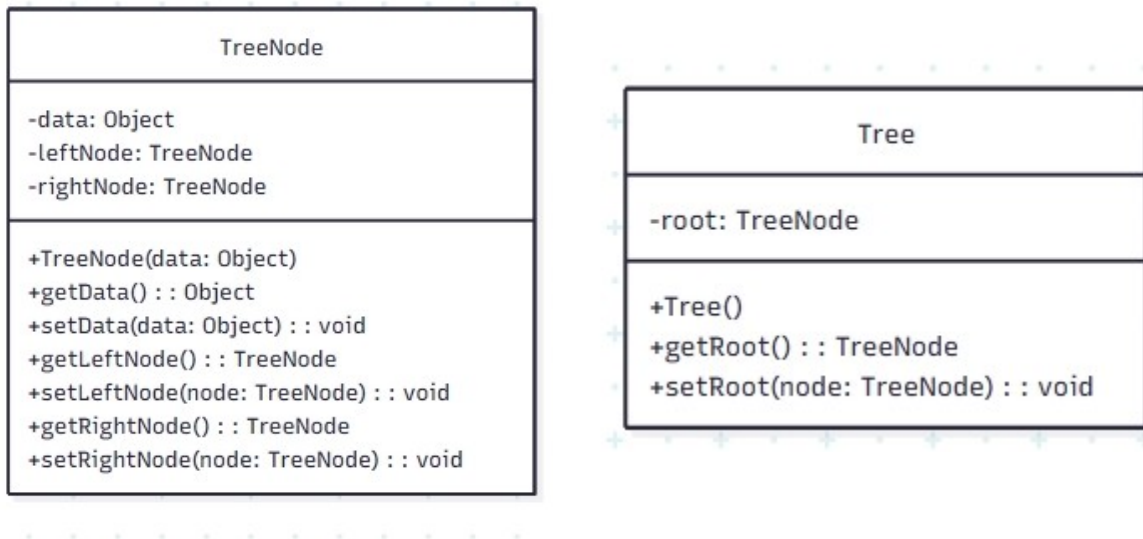 TreeNode
-data: Object
-leftNode: TreeNode
-rightNode: TreeNode
+TreeNode(data: Object)
+getData() : : Object
+setData(data: Object) : : void
+getLeftNode() : : TreeNode
+setLeftNode(node: TreeNode) : : void
+getRightNode() : : TreeNode
+setRightNode(node: TreeNode) : : void
Tree
-root: TreeNode
+Tree()
+getRoot() : : TreeNode
+setRoot(node: TreeNode) : : void